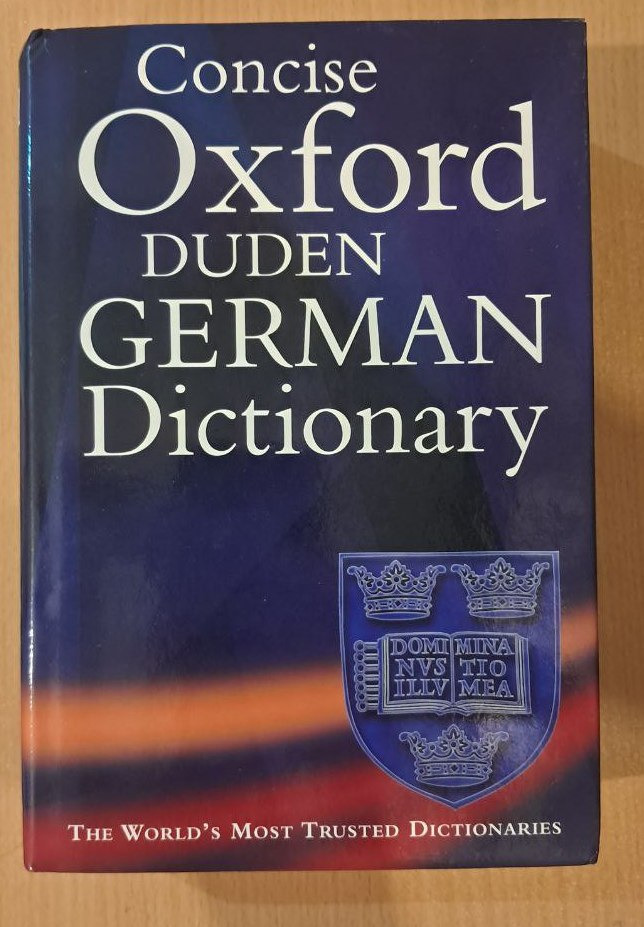 Concise
Oxford
DUDEN
GERMAN
Dictionary
DOMI MINA
NVS TIO
ILLV MEA
THE WORLD'S MOST TRUSTED DICTIONARIES